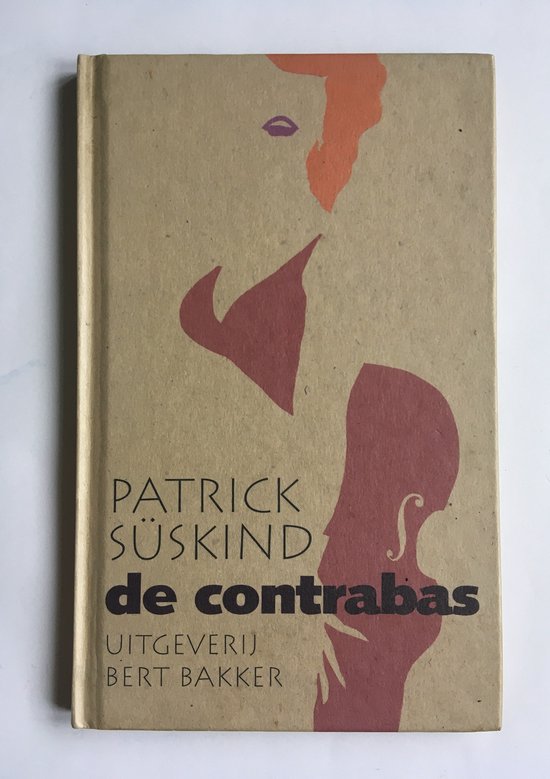 PATRICK
SÜSKIND
de contrabas
UITGEVERIJ
BERT BAKKER